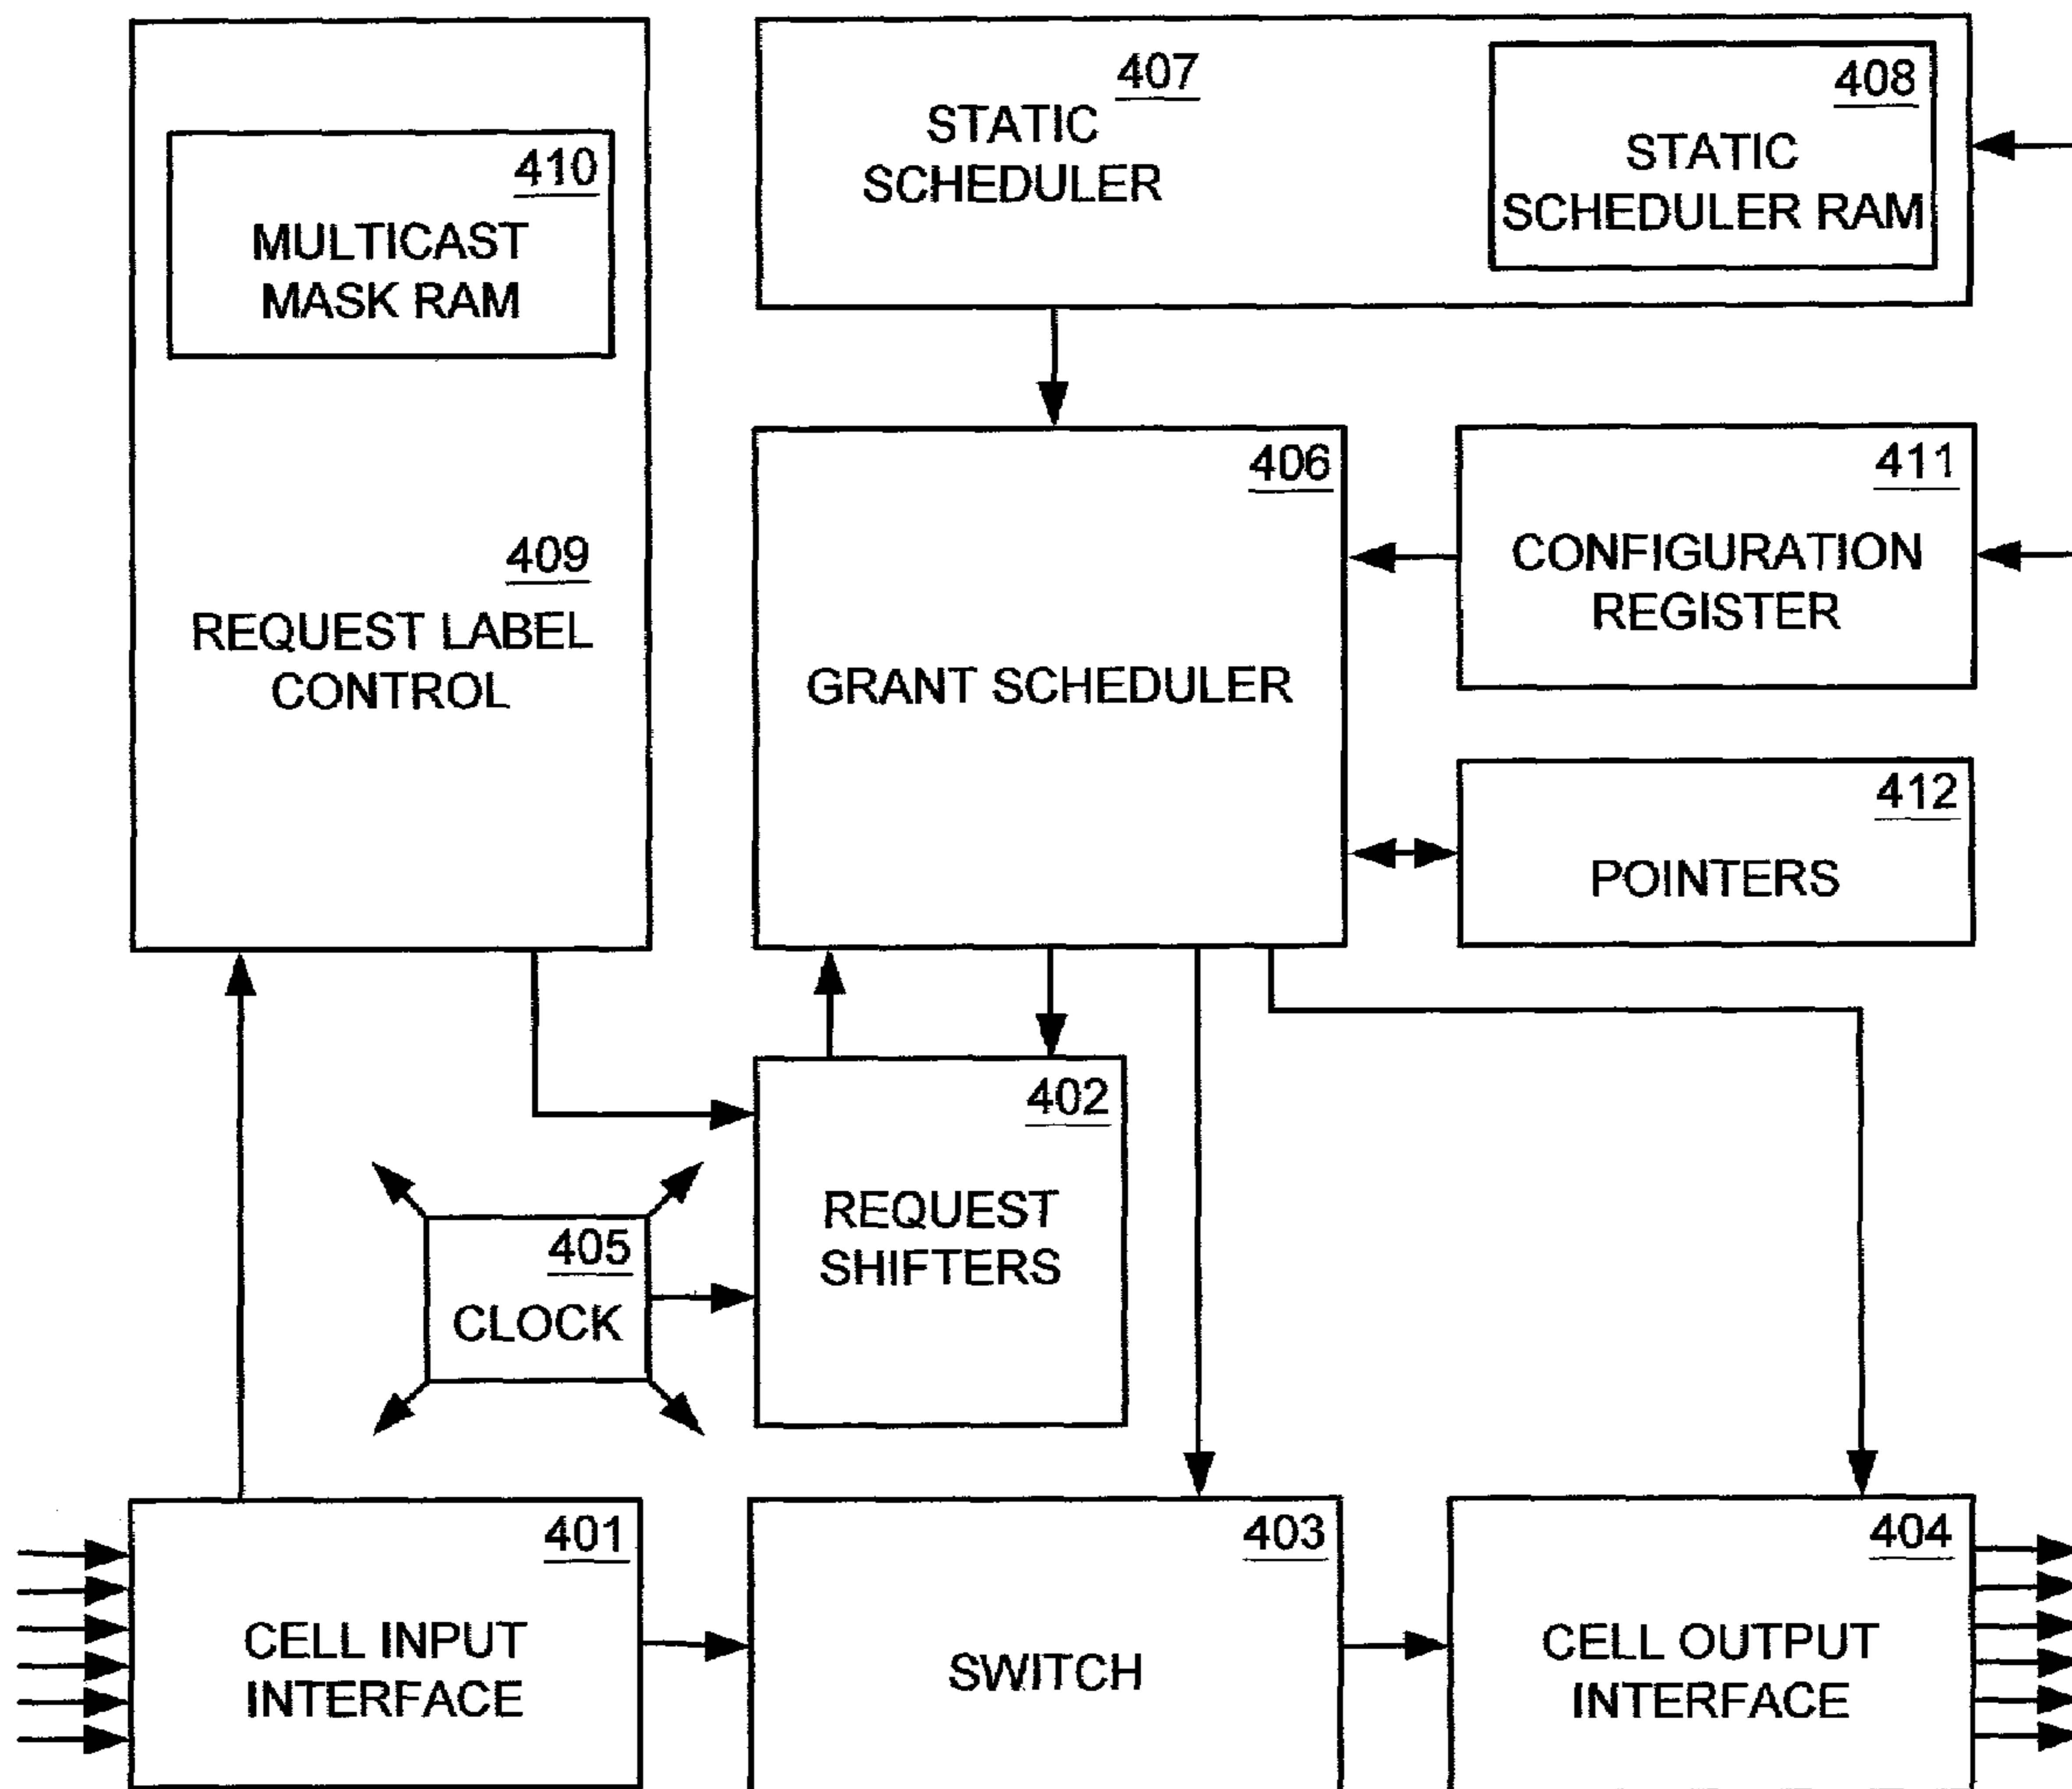 410
MULTICAST
MASK RAM
409
REQUEST LABEL
CONTROL
407
STATIC
SCHEDULER
408
STATIC
SCHEDULER RAM
406
GRANT SCHEDULER
411
CONFIGURATION
REGISTER
412
POINTERS
402
REQUEST
SHIFTERS
405
CLOCK
401
CELL INPUT
INTERFACE
403
SWITCH
404
CELL OUTPUT
INTERFACE